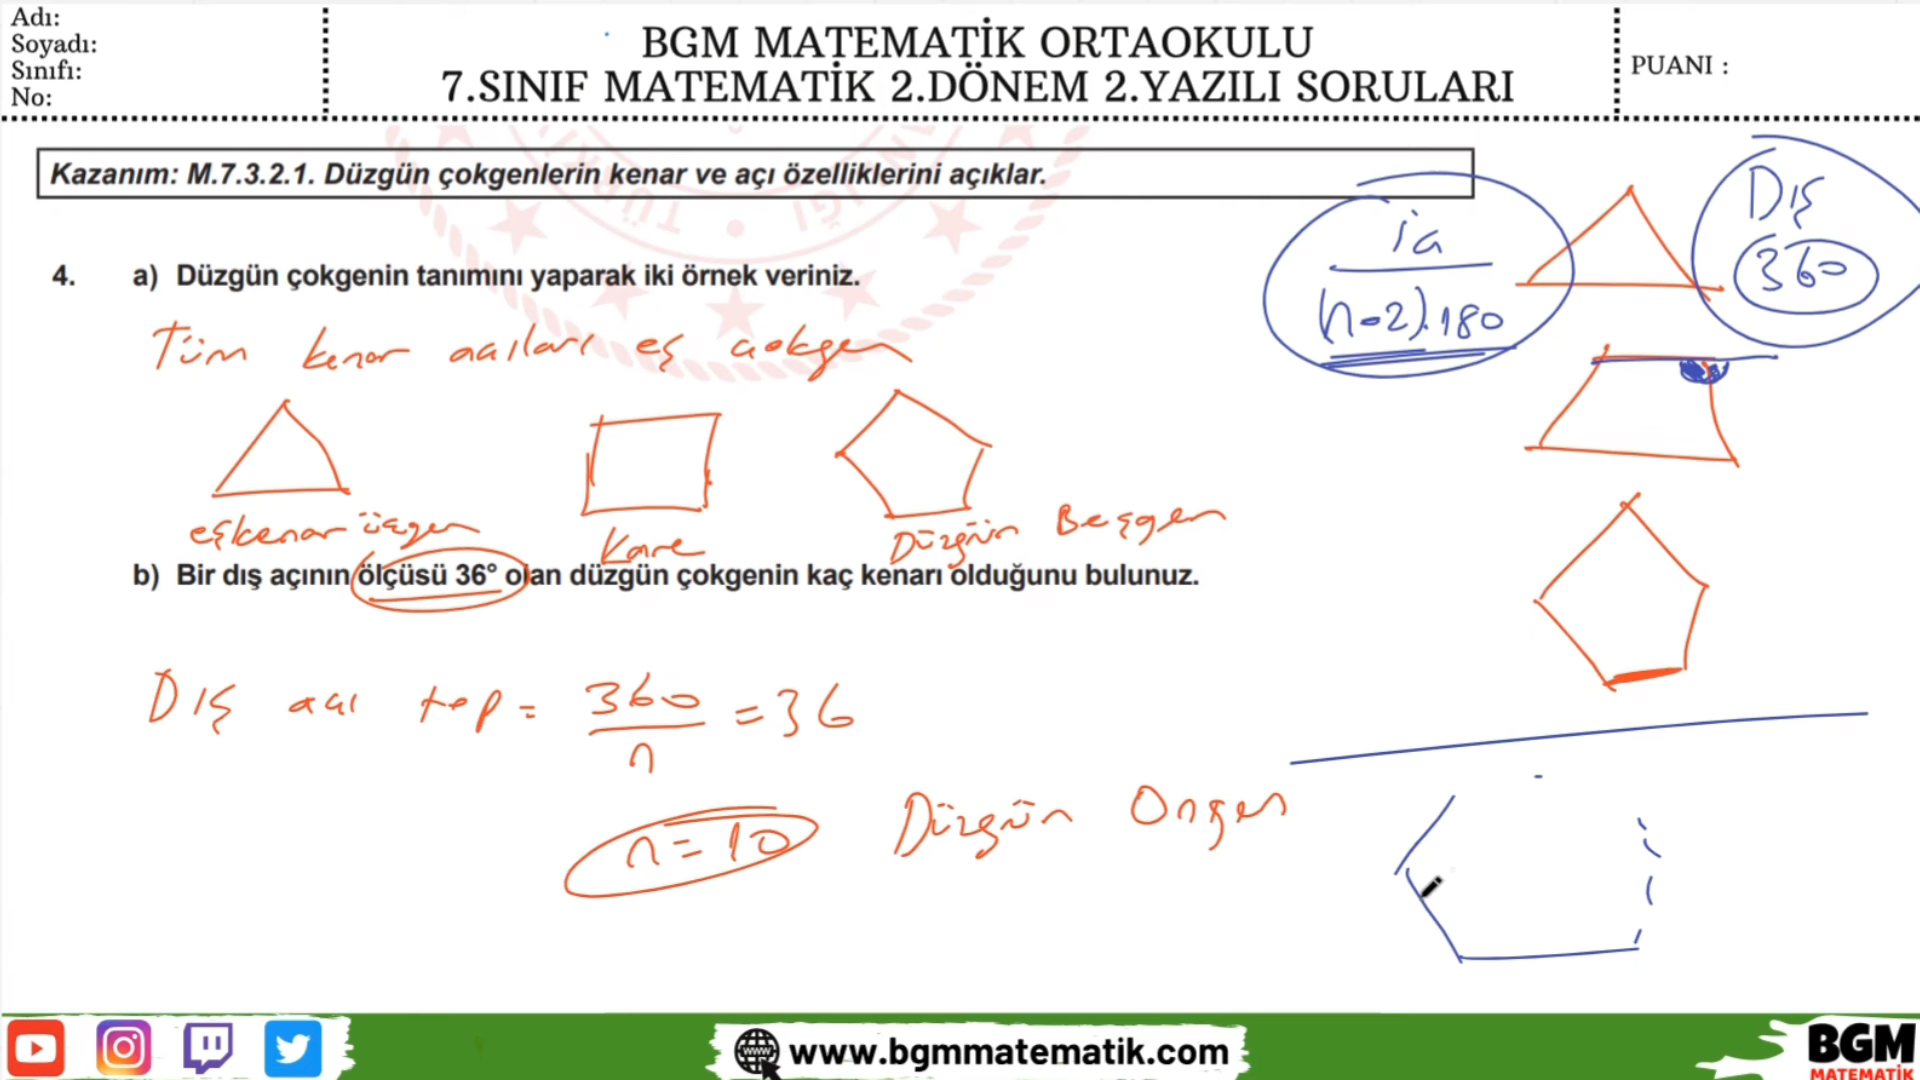 Adı:
Soyadı:
Sınıfı:
No:
BGM MATEMATİK ORTAOKULU
7.SINIF MATEMATİK 2.DÖNEM 2.YAZILI SORULARI
PUANI :
Kazanım: M.7.3.2.1. Düzgün çokgenlerin kenar ve açı özelliklerini açıklar.
ia
(n-2).180
Dış
360
4. a) Düzgün çokgenin tanımını yaparak iki örnek veriniz.
Tüm kenar açıları eş çokgen
eşkenar üçgen
Kare
Düzgün Beşgen
b) Bir dış açının ölçüsü 36° olan düzgün çokgenin kaç kenarı olduğunu bulunuz.
Dış açı top = 360/n = 36
n = 10
Düzgün Ongen
www.bgmmatematik.com
BGM
MATEMATİK